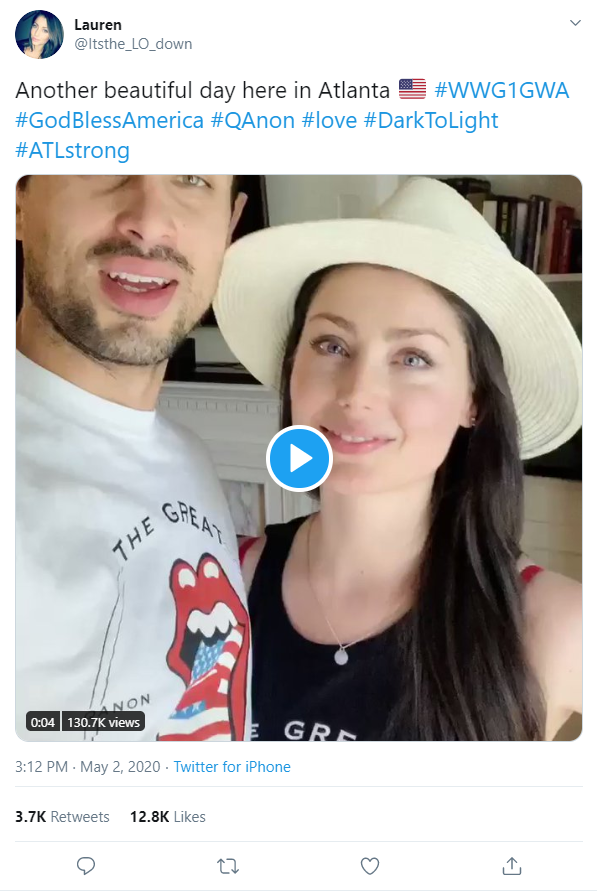 Lauren
@Itsthe_LO_down
Another beautiful day here in Atlanta 🇺🇸 #WWG1GWA
#GodBlessAmerica #QAnon #love #DarkToLight
#ATLstrong
THE GREAT
ANON
E GRE
0:04 130.7K views
3:12 PM · May 2, 2020 · Twitter for iPhone
3.7K Retweets 12.8K Likes